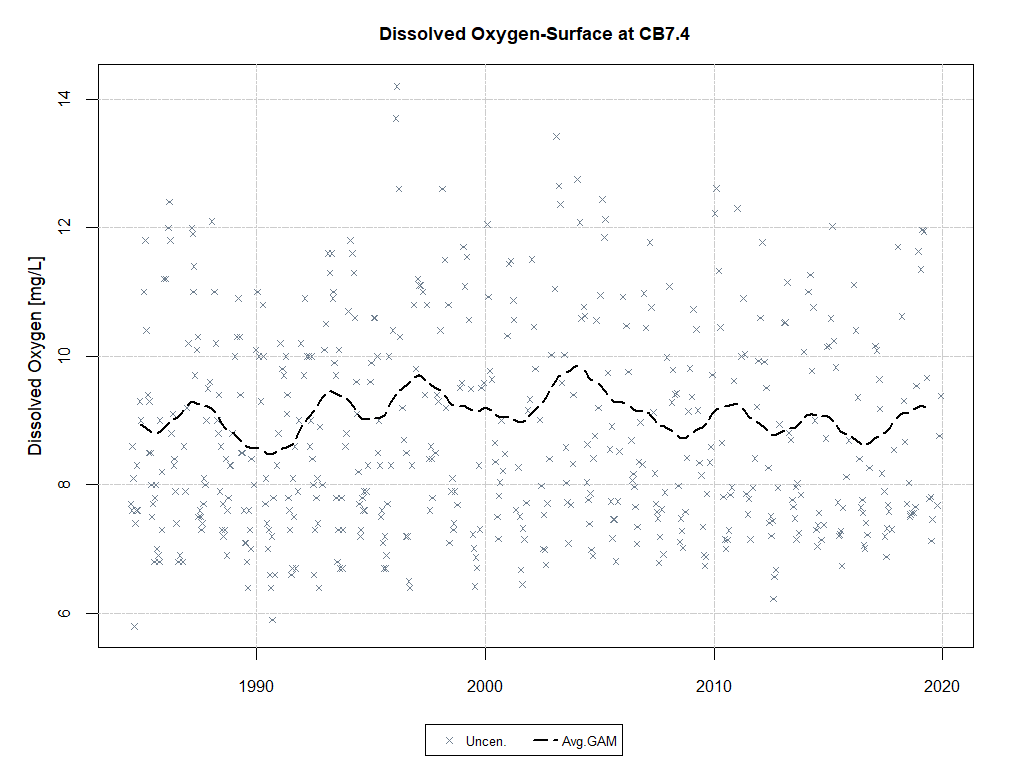 Dissolved Oxygen-Surface at CB7.4
Dissolved Oxygen [mg/L]
14
12
10
8
6
1990 2000 2010 2020
Uncen. Avg.GAM